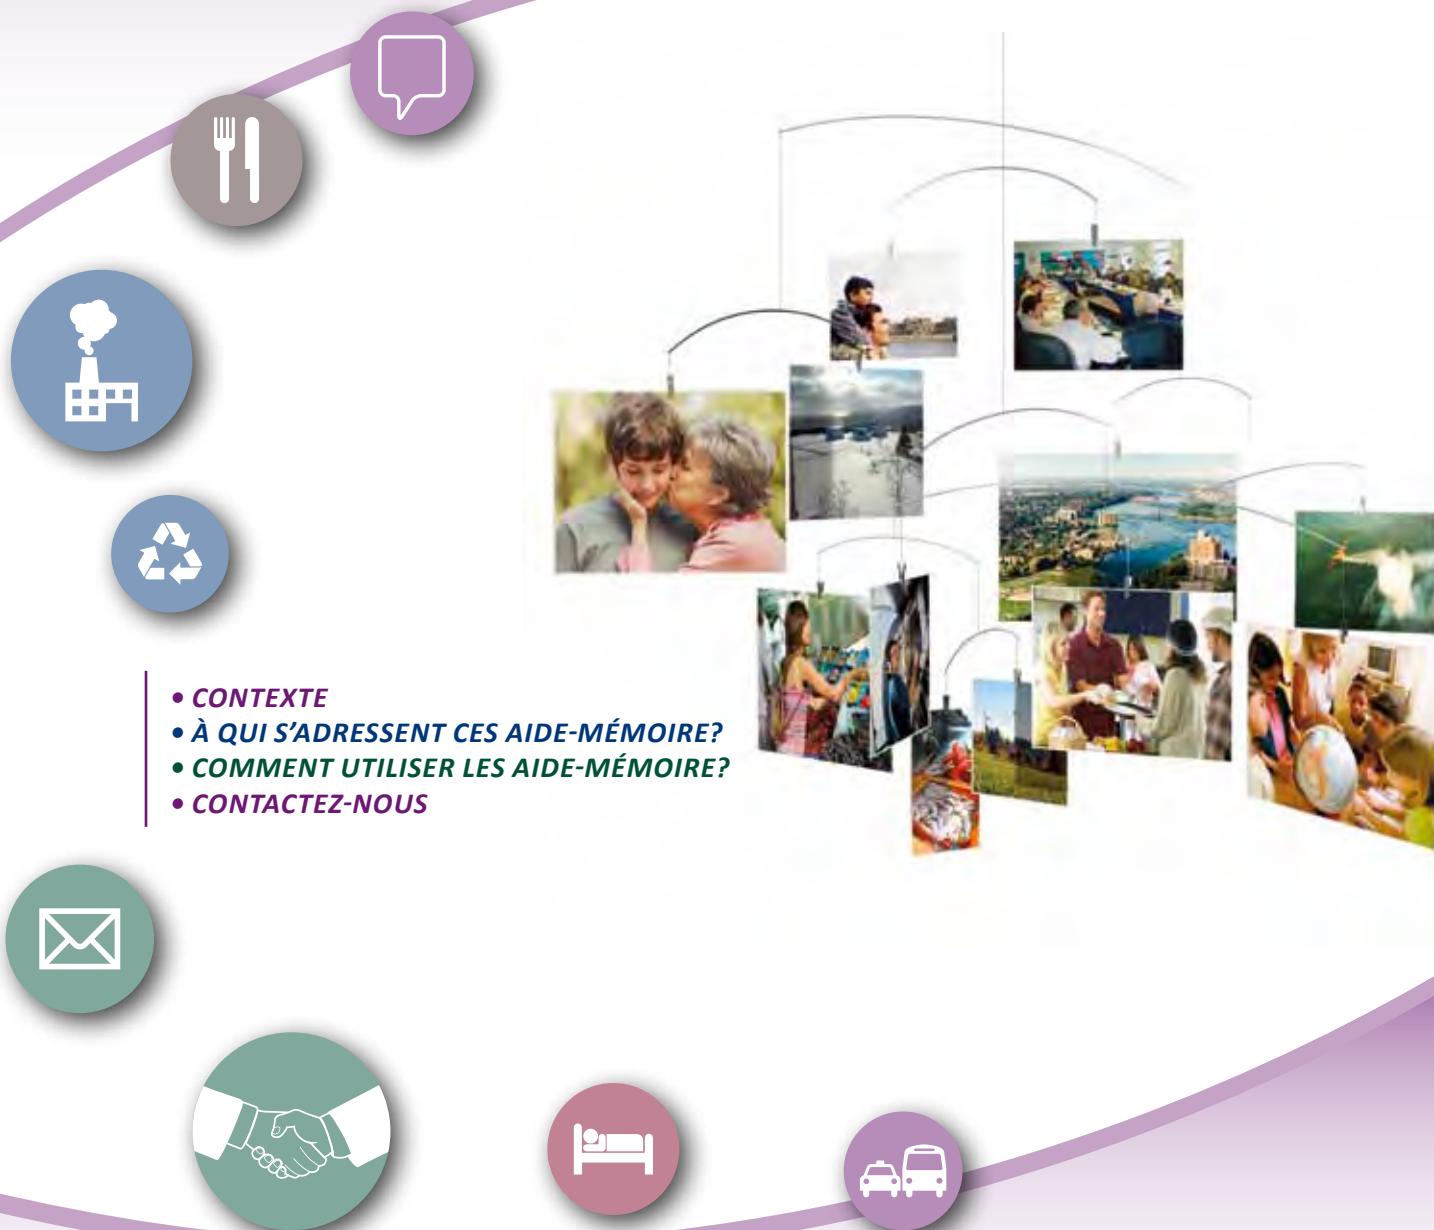 • CONTEXTE
• À QUI S’ADRESSENT CES AIDE-MÉMOIRE?
• COMMENT UTILISER LES AIDE-MÉMOIRE?
• CONTACTEZ-NOUS